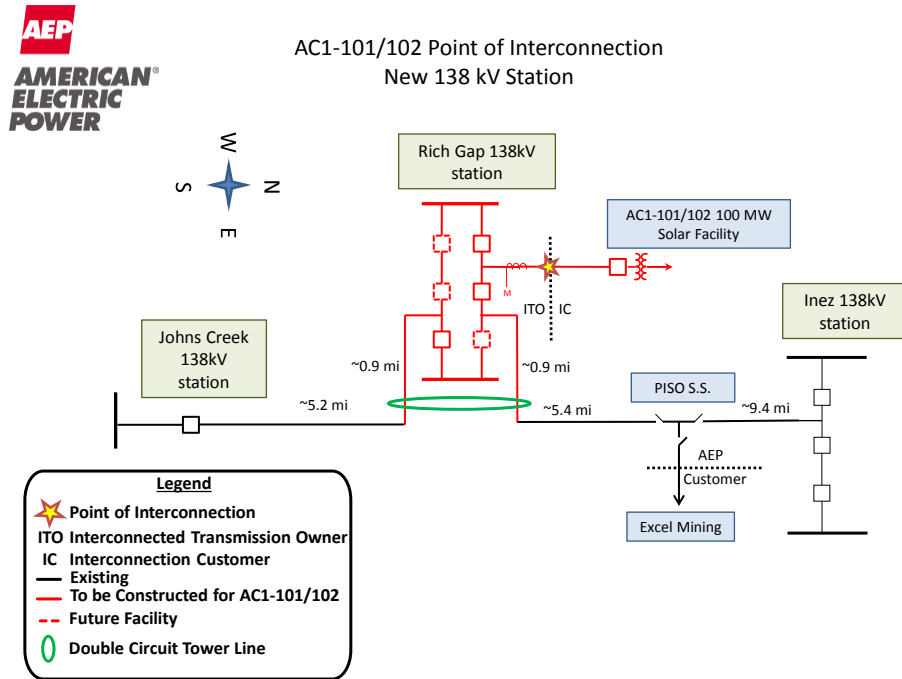 AEP
AMERICAN®
ELECTRIC
POWER
AC1-101/102 Point of Interconnection
New 138 kV Station
W
S
N
E
Rich Gap 138kV
station
AC1-101/102 100 MW
Solar Facility
M
ITO
IC
Inez 138kV
station
Johns Creek
138kV
station
~0.9 mi
~0.9 mi
PISO S.S.
~5.2 mi
~5.4 mi
~9.4 mi
AEP
Customer
Excel Mining
Legend
Point of Interconnection
ITO Interconnected Transmission Owner
IC Interconnection Customer
Existing
To be Constructed for AC1-101/102
Future Facility
Double Circuit Tower Line